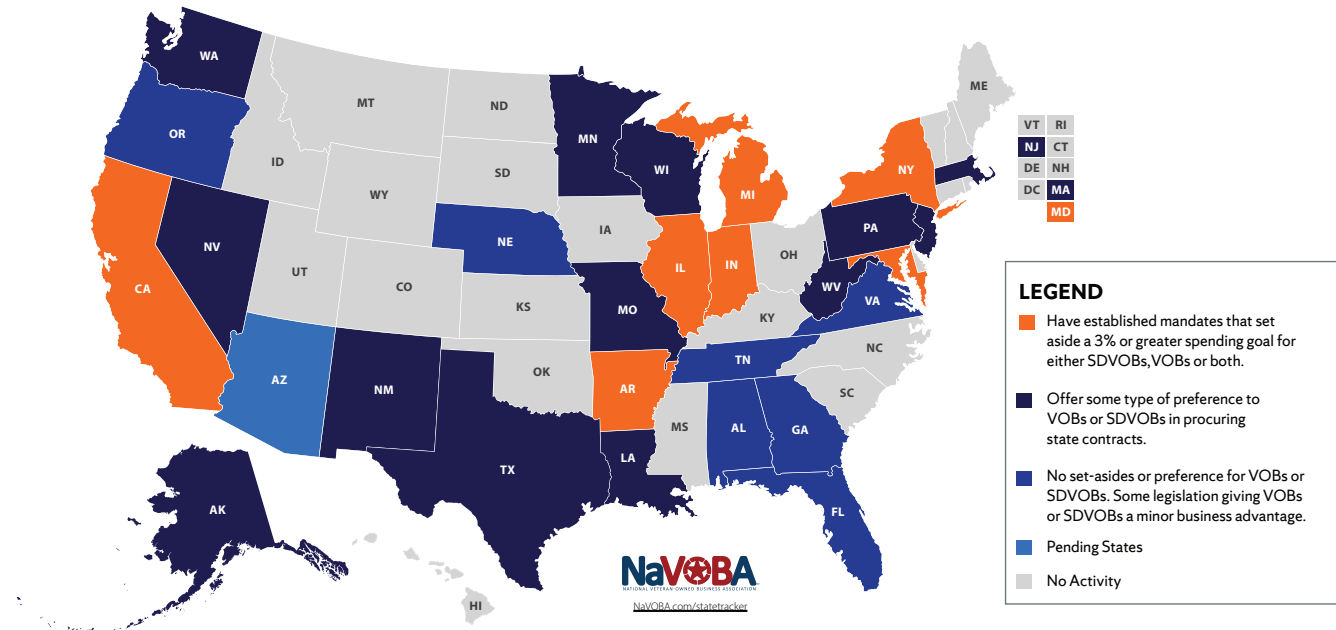 WA
MT
ND
MN
ME
OR
ID
SD
WI
WY
MI
NY
VT RI
NJ CT
DE NH
DC MA
MD
NV
UT
CO
NE
IA
IL
IN
OH
PA
CA
KS
MO
KY
WV
VA
AZ
NM
OK
AR
TN
NC
SC
MS
AL
GA
TX
LA
FL
AK
HI
LEGEND
Have established mandates that set
aside a 3% or greater spending goal for
either SDVOBs,VOBs or both.
Offer some type of preference to
VOBs or SDVOBs in procuring
state contracts.
No set-asides or preference for VOBs or
SDVOBs. Some legislation giving VOBs
or SDVOBs a minor business advantage.
Pending States
No Activity
NaVOBA
NATIONAL VETERAN-OWNED BUSINESS ASSOCIATION
NaVOBA.com/statetracker